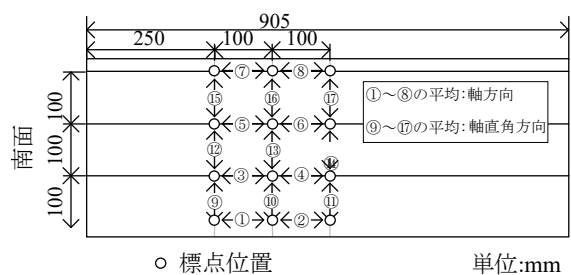 905
250 100 100
⑦ ⑧
⑮ ⑯ ⑰
①～⑧の平均：軸方向
⑨～⑰の平均：軸直角方向
⑤ ⑥
⑫ ⑬
③ ④
⑨ ⑩ ⑪
① ②
100
100
100
南面
標点位置
単位:mm